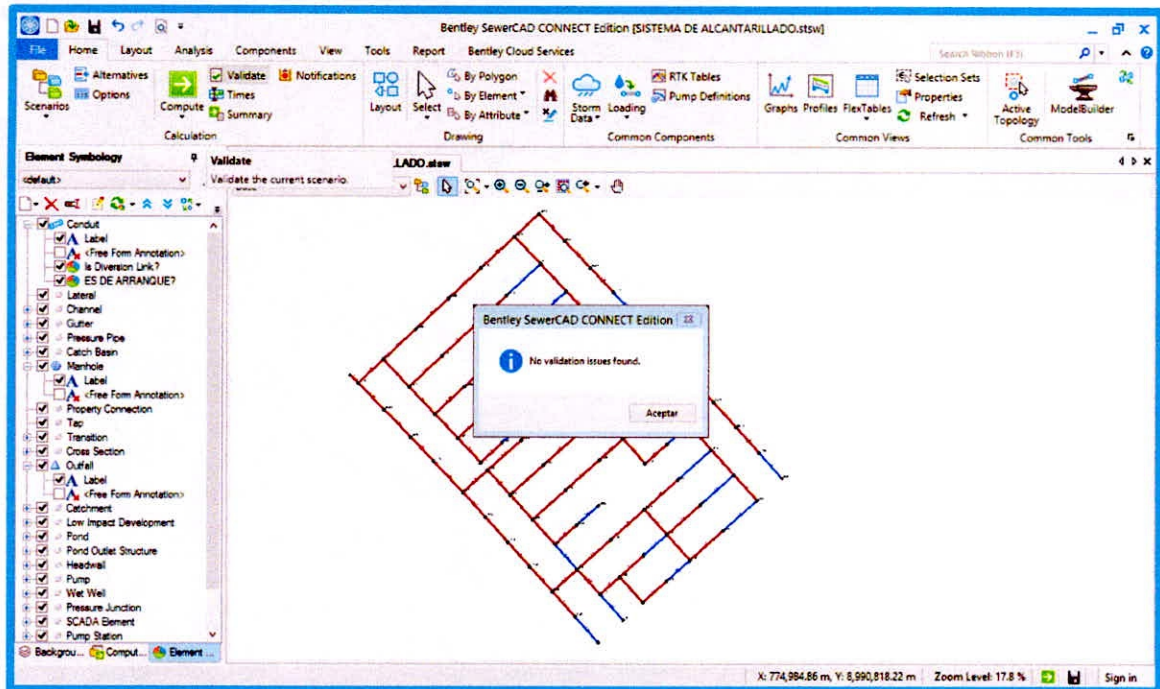 Bentley SewerCAD CONNECT Edition [SISTEMA DE ALCANTARILLADO.stsw]
File Home Layout Analysis Components View Tools Report Bentley Cloud Services Search Ribbon (F3)
Scenarios
Alternatives
Options
Compute
Validate
Times
Summary
Notifications
Calculation
Layout
Select
By Polygon
By Element
By Attribute
Drawing
Storm Data
Loading
RTK Tables
Pump Definitions
Common Components
Graphs Profiles FlexTables
Selection Sets
Properties
Refresh
Common Views
Active Topology
ModelBuilder
Common Tools
Element Symbology
<default>
Validate
Validate the current scenario.
LLADO.stsw
Conduit
Label
<Free Form Annotation>
Is Diversion Link?
ES DE ARRANQUE?
Lateral
Channel
Gutter
Pressure Pipe
Catch Basin
Manhole
Label
<Free Form Annotation>
Property Connection
Tap
Transition
Cross Section
Outfall
Label
<Free Form Annotation>
Catchment
Low Impact Development
Pond
Pond Outlet Structure
Headwall
Pump
Wet Well
Pressure Junction
SCADA Element
Pump Station
Backgrou... Comput... Element ...
Bentley SewerCAD CONNECT Edition
No validation issues found.
Aceptar
X: 774,984.86 m, Y: 8,990,818.22 m Zoom Level: 17.8 % Sign in